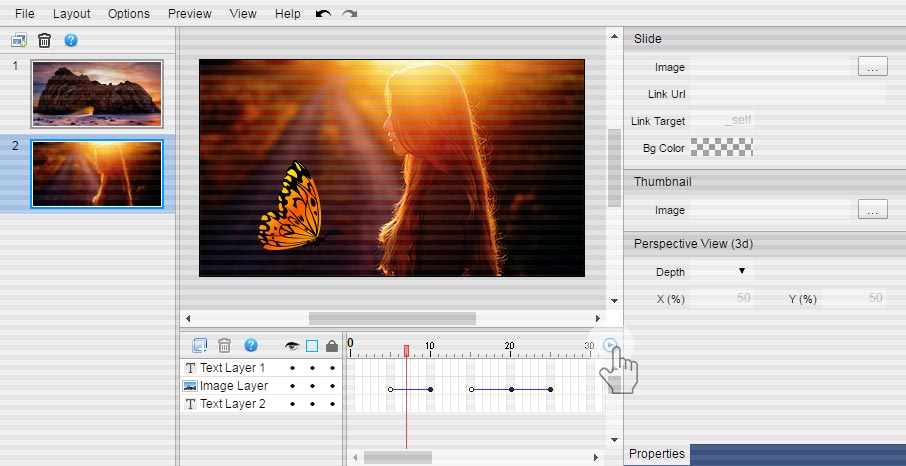 File Layout Options Preview View Help
1
2
Slide
Image ...
Link Url
Link Target _self
Bg Color
Thumbnail
Image ...
Perspective View (3d)
Depth
X (%) 50 Y (%) 50
0 10 20 30
T Text Layer 1
Image Layer
T Text Layer 2
Properties